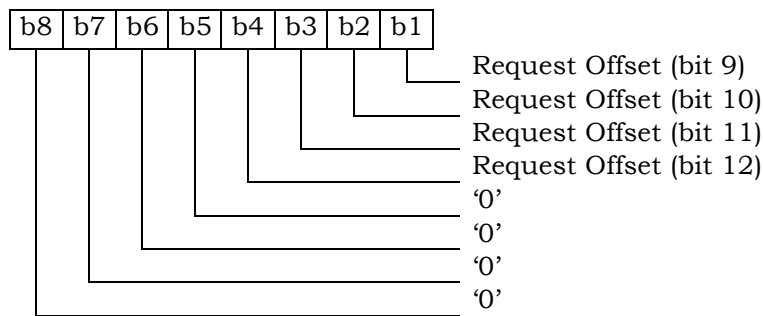 b8 b7 b6 b5 b4 b3 b2 b1
Request Offset (bit 9)
Request Offset (bit 10)
Request Offset (bit 11)
Request Offset (bit 12)
‘0’
‘0’
‘0’
‘0’